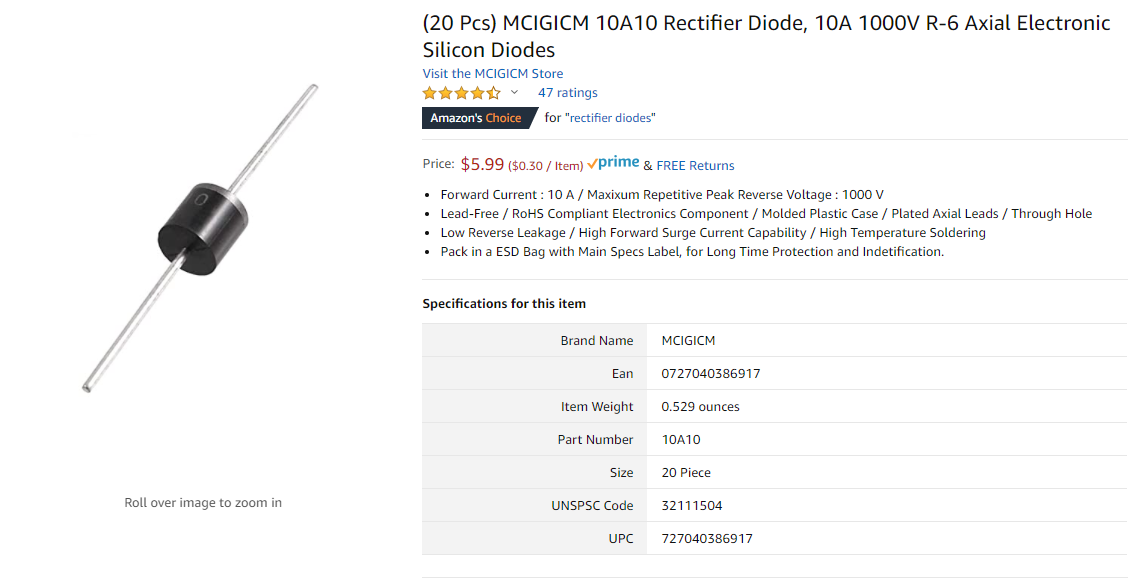 (20 Pcs) MCIGICM 10A10 Rectifier Diode, 10A 1000V R-6 Axial Electronic
Silicon Diodes
Visit the MCIGICM Store
47 ratings
Amazon's Choice for "rectifier diodes"
Price: $5.99 ($0.30 / Item) prime & FREE Returns
• Forward Current : 10 A / Maxixum Repetitive Peak Reverse Voltage : 1000 V
• Lead-Free / RoHS Compliant Electronics Component / Molded Plastic Case / Plated Axial Leads / Through Hole
• Low Reverse Leakage / High Forward Surge Current Capability / High Temperature Soldering
• Pack in a ESD Bag with Main Specs Label, for Long Time Protection and Indetification.
Specifications for this item
Brand Name MCIGICM
Ean 0727040386917
Item Weight 0.529 ounces
Part Number 10A10
Size 20 Piece
UNSPSC Code 32111504
UPC 727040386917
Roll over image to zoom in